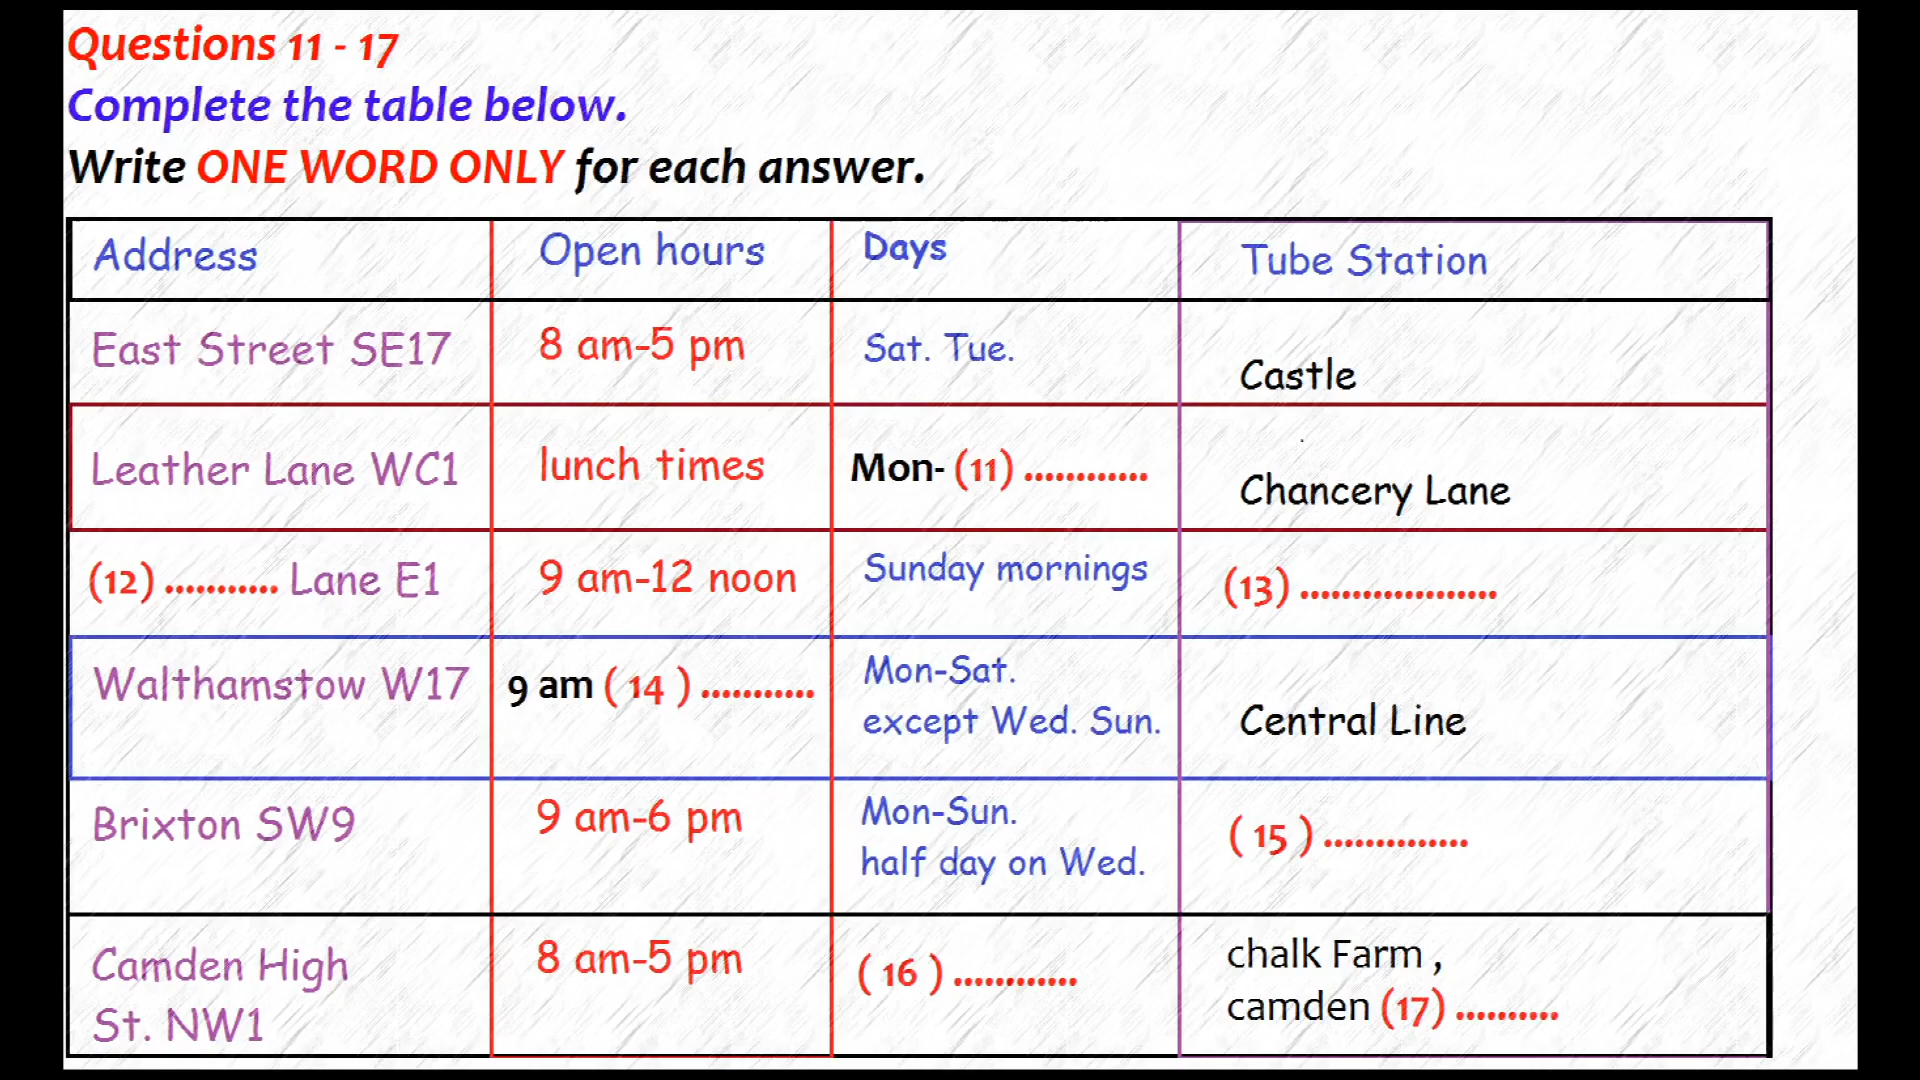 Questions 11 - 17
Complete the table below.
Write ONE WORD ONLY for each answer.
Address Open hours Days Tube Station
East Street SE17 8 am-5 pm Sat. Tue. Castle
Leather Lane WC1 lunch times Mon- (11) ............ Chancery Lane
(12) ........... Lane E1 9 am-12 noon Sunday mornings (13) ...................
Walthamstow W17 9 am ( 14 ) ........... Mon-Sat.
except Wed. Sun. Central Line
Brixton SW9 9 am-6 pm Mon-Sun.
half day on Wed. ( 15 ) ..............
Camden High
St. NW1 8 am-5 pm ( 16 ) ............ chalk Farm ,
camden (17) ..........